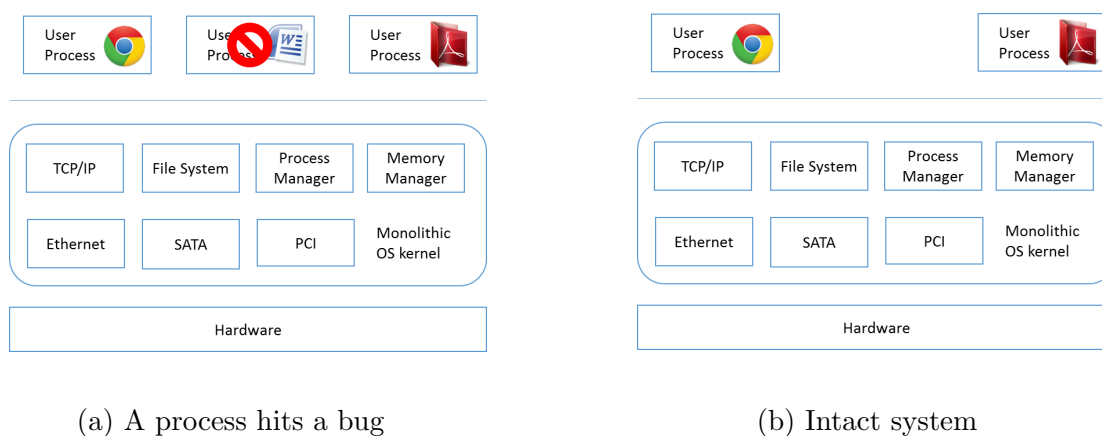 User
Process
User
Process
W
User
Process
TCP/IP
File System
Process
Manager
Memory
Manager
Ethernet
SATA
PCI
Monolithic
OS kernel
Hardware
(a) A process hits a bug
User
Process
User
Process
TCP/IP
File System
Process
Manager
Memory
Manager
Ethernet
SATA
PCI
Monolithic
OS kernel
Hardware
(b) Intact system